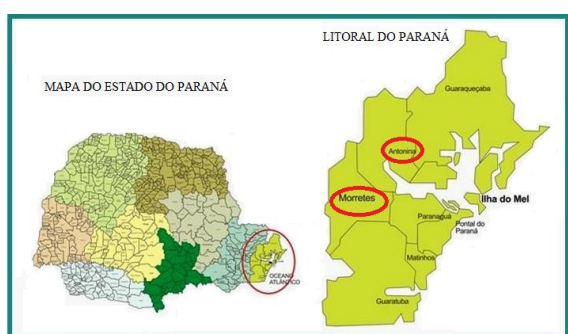 LITORAL DO PARANÁ
MAPA DO ESTADO DO PARANÁ
Guaraqueçaba
Antonina
Morretes
Ilha do Mel
Paranaguá
Pontal do
Paraná
Matinhos
OCEANO
ATLÂNTICO
Guaratuba